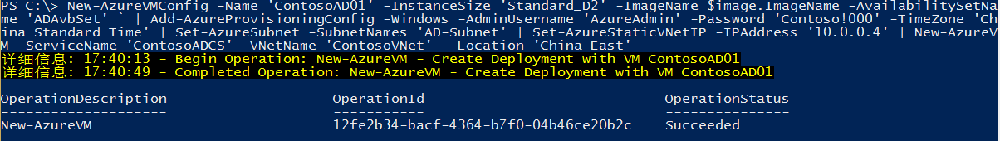 PS C:\> New-AzureVMConfig -Name 'ContosoAD01' -InstanceSize 'Standard_D2' -ImageName $image.ImageName -AvailabilitySetNa
me 'ADAvbSet' ` | Add-AzureProvisioningConfig -Windows -AdminUsername 'AzureAdmin' -Password 'Contoso!000' -TimeZone 'Ch
ina Standard Time' | Set-AzureSubnet -SubnetNames 'AD-Subnet' | Set-AzureStaticVNetIP -IPAddress '10.0.0.4' | New-AzureV
M -ServiceName 'ContosoADCS' -VNetName 'ContosoVNet'  -Location 'China East'
详细信息: 17:40:13 - Begin Operation: New-AzureVM - Create Deployment with VM ContosoAD01
详细信息: 17:40:49 - Completed Operation: New-AzureVM - Create Deployment with VM ContosoAD01
OperationDescription OperationId OperationStatus
-------------------- ----------- ---------------
New-AzureVM 12fe2b34-bacf-4364-b7f0-04b46ce20b2c Succeeded